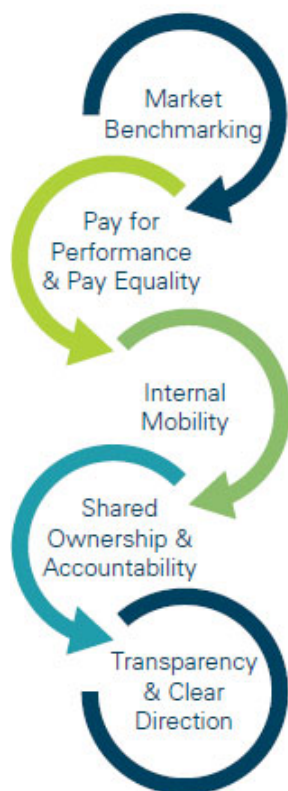 Market
Benchmarking
Pay for
Performance
& Pay Equality
Internal
Mobility
Shared
Ownership &
Accountability
Transparency
& Clear
Direction